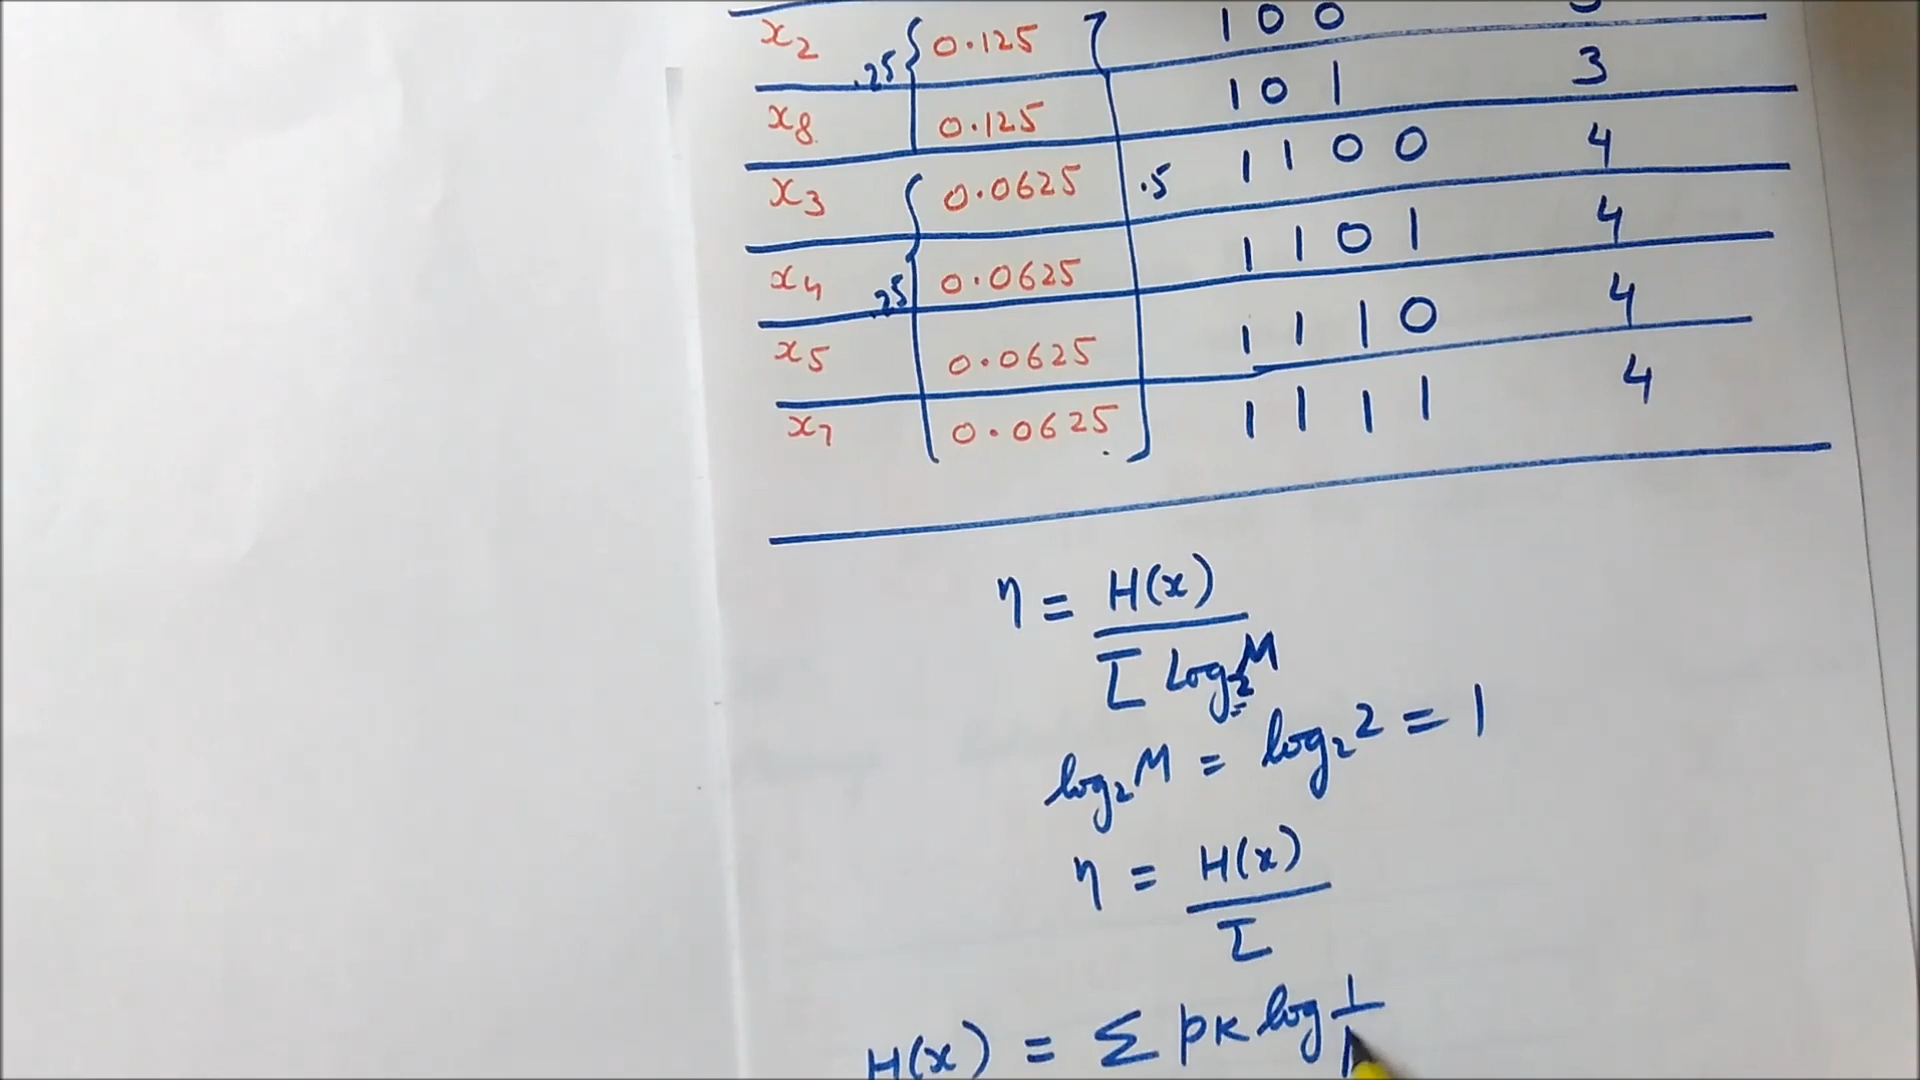 x2 .25 { 0.125 100 3
x8 0.125 101 3
x3 { 0.0625 .5 1100 4
x4 .25 0.0625 1101 4
x5 0.0625 1110 4
x7 0.0625 1111 4
η = H(x) / L̅ Log₂M
log₂M = log₂2 = 1
η = H(x) / L̅
H(x) = Σ pK log 1/